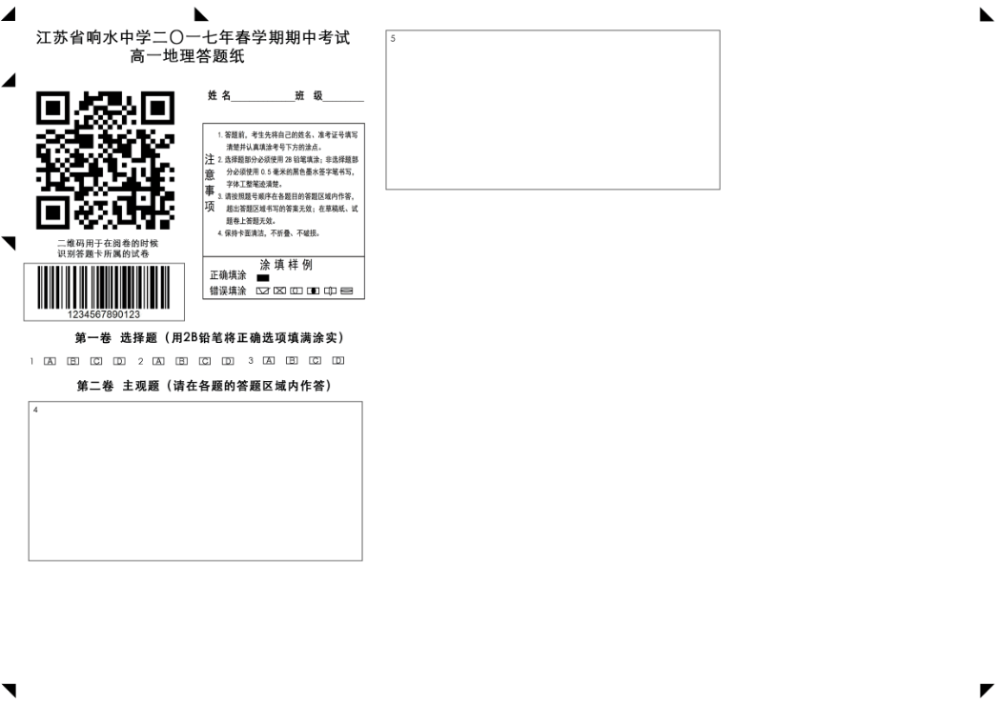 江苏省响水中学二〇一七年春学期期中考试
高一地理答题纸
姓 名 班 级
注意事项
1. 答题前，考生先将自己的姓名、准考证号填写
清楚并认真填涂考号下方的涂点。
2. 选择题部分必须使用 2B 铅笔填涂；非选择题部
分必须使用 0.5 毫米的黑色墨水签字笔书写，
字体工整笔迹清楚。
3. 请按照题号顺序在各题目的答题区域内作答，
超出答题区域书写的答案无效；在草稿纸、试
题卷上答题无效。
4. 保持卡面清洁，不折叠、不破损。
涂 填 样 例
正确填涂
错误填涂
二维码用于在阅卷的时候
识别答题卡所属的试卷
1234567890123
第一卷 选择题（用2B铅笔将正确选项填满涂实）
1 A B C D 2 A B C D 3 A B C D
第二卷 主观题（请在各题的答题区域内作答）
4
5